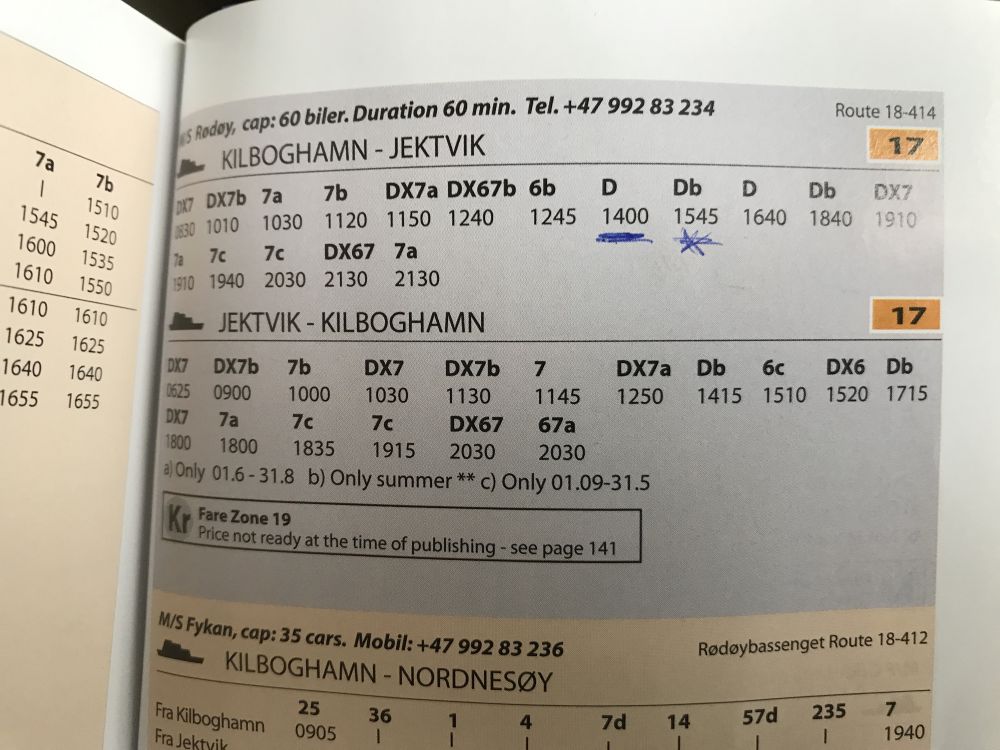 7a 7b
| 1510
1545 1520
1600 1535
1610 1550
1610 1610
1625 1625
1640 1640
1655 1655
M/S Rødøy, cap: 60 biler. Duration 60 min. Tel. +47 992 83 234 Route 18-414
KILBOGHAMN - JEKTVIK 17
DX7 DX7b 7a 7b DX7a DX67b 6b D Db D Db DX7
0830 1010 1030 1120 1150 1240 1245 1400 1545 1640 1840 1910
7a 7c 7c DX67 7a
1910 1940 2030 2130 2130
JEKTVIK - KILBOGHAMN 17
DX7 DX7b 7b DX7 DX7b 7 DX7a Db 6c DX6 Db
0625 0900 1000 1030 1130 1145 1250 1415 1510 1520 1715
DX7 7a 7c 7c DX67 67a
1800 1800 1835 1915 2030 2030
a) Only 01.6 - 31.8 b) Only summer ** c) Only 01.09-31.5
Kr Fare Zone 19
Price not ready at the time of publishing - see page 141
M/S Fykan, cap: 35 cars. Mobil: +47 992 83 236 Rødøybassenget Route 18-412
KILBOGHAMN - NORDNESØY
25 36 1 4 7d 14 57d 235 7
Fra Kilboghamn 0905 | | | | | | | 1940
Fra Jektvik